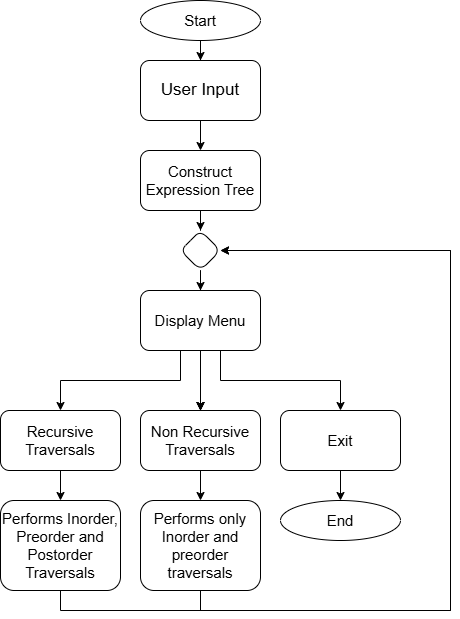 Start
User Input
Construct
Expression Tree
Display Menu
Recursive
Traversals
Non Recursive
Traversals
Exit
Performs Inorder,
Preorder and
Postorder
Traversals
Performs only
Inorder and
preorder
traversals
End